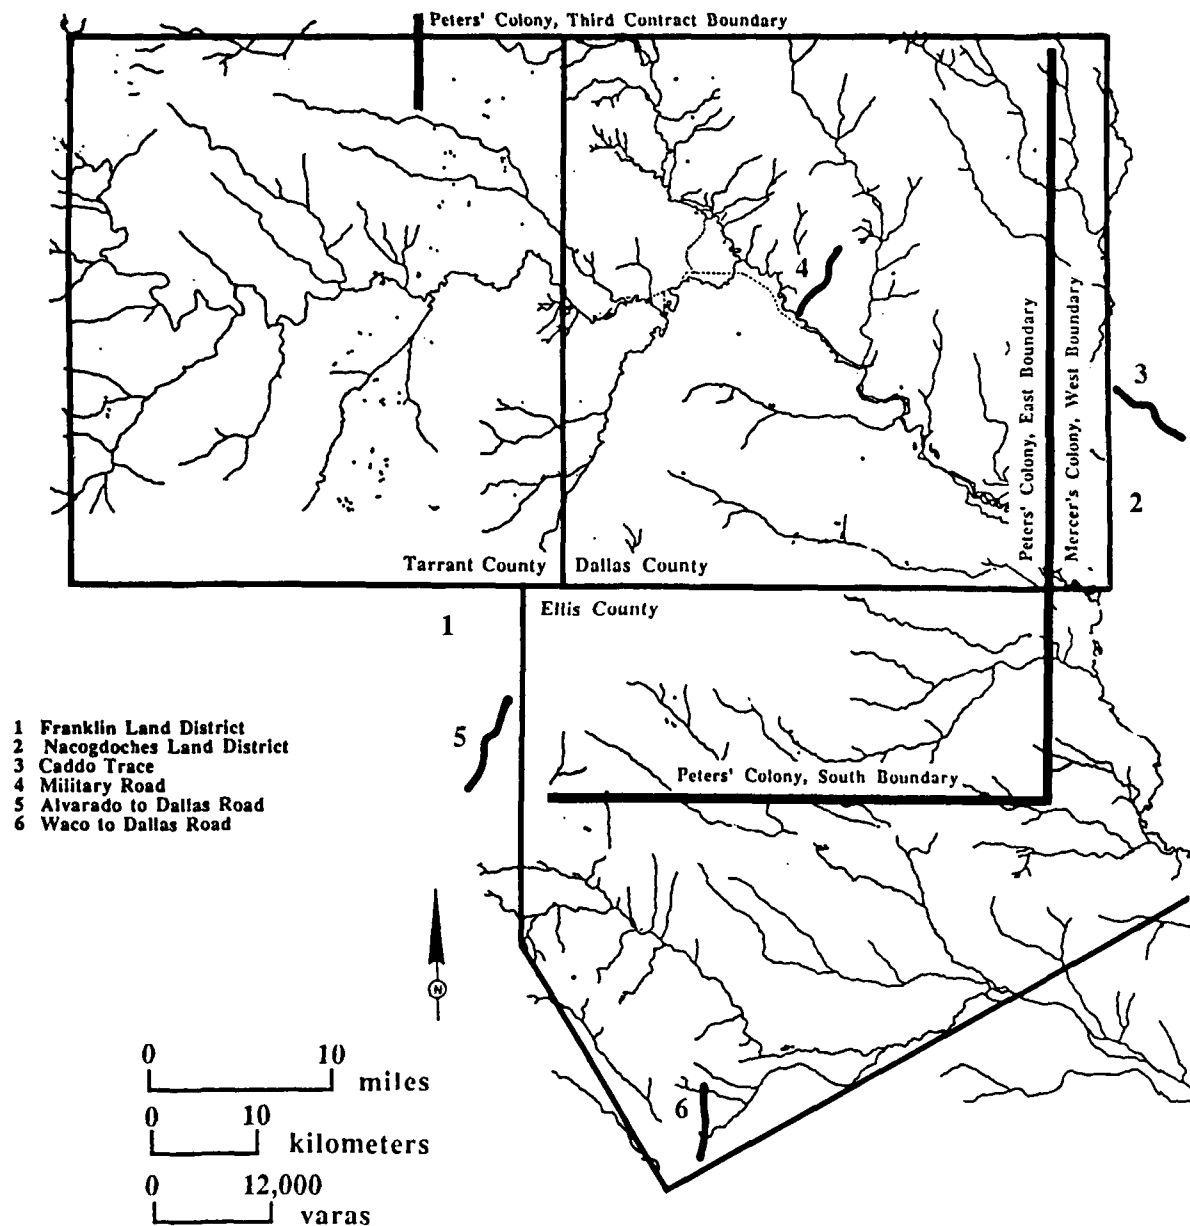 Peters' Colony, Third Contract Boundary
4
Peters' Colony, East Boundary
Mercer's Colony, West Boundary
3
2
Tarrant County
Dallas County
Ellis County
1
5
1 Franklin Land District
2 Nacogdoches Land District
3 Caddo Trace
4 Military Road
5 Alvarado to Dallas Road
6 Waco to Dallas Road
Peters' Colony, South Boundary
N
0 10
miles
0 10
kilometers
0 12,000
varas
6